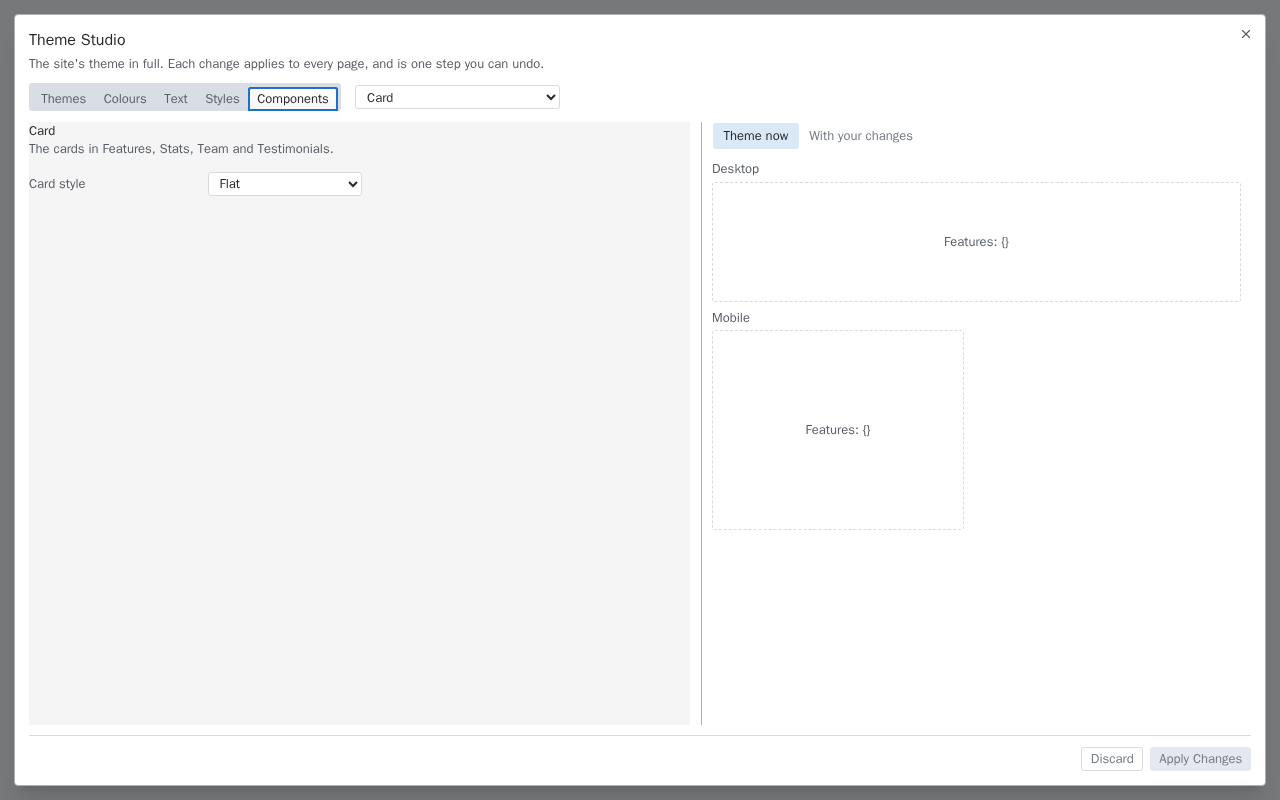 Theme Studio
The site's theme in full. Each change applies to every page, and is one step you can undo.
Themes Colours Text Styles Components Card
Card
The cards in Features, Stats, Team and Testimonials.
Card style Flat
Theme now With your changes
Desktop
Features: {}
Mobile
Features: {}
Discard Apply Changes